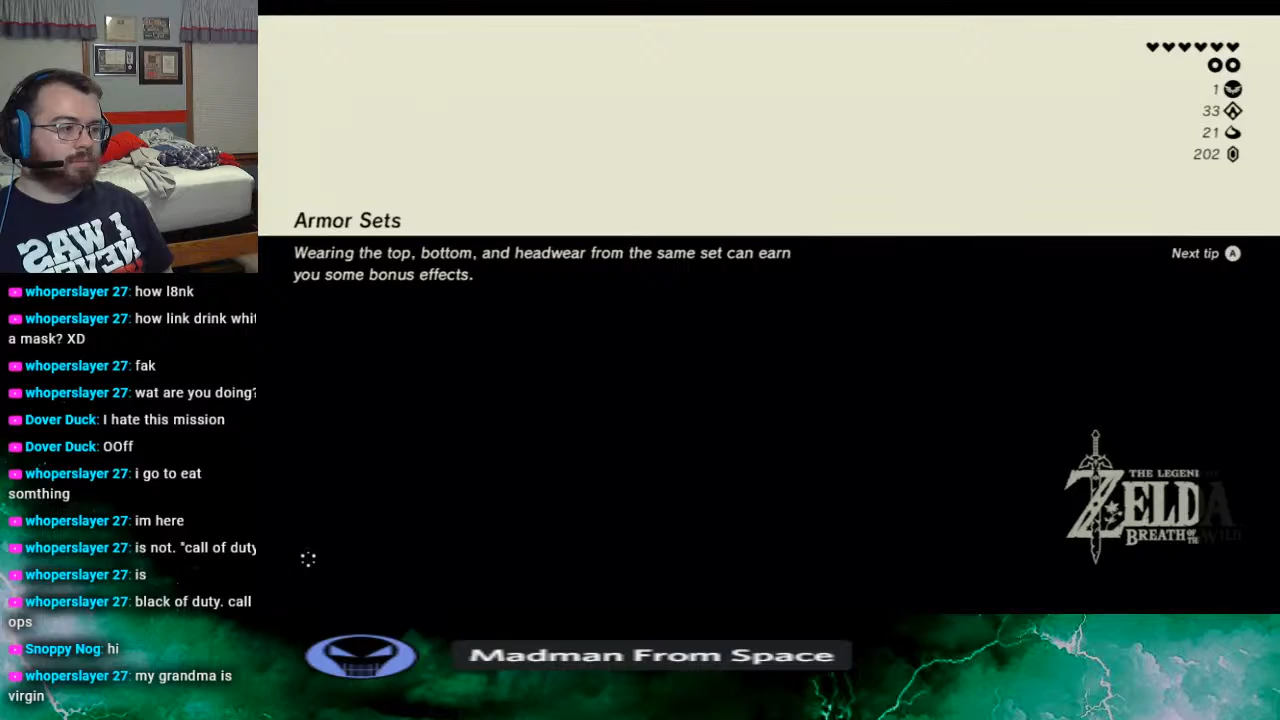 1
33
21
202
Armor Sets
Wearing the top, bottom, and headwear from the same set can earn
you some bonus effects.
Next tip A
whoperslayer 27: how l8nk
whoperslayer 27: how link drink whit
a mask? XD
whoperslayer 27: fak
whoperslayer 27: wat are you doing?
Dover Duck: I hate this mission
Dover Duck: OOff
whoperslayer 27: i go to eat
somthing
whoperslayer 27: im here
whoperslayer 27: is not. "call of duty
whoperslayer 27: is
whoperslayer 27: black of duty. call
ops
Snoppy Nog: hi
whoperslayer 27: my grandma is
virgin
THE LEGEND OF
ZELDA
BREATH OF THE WILD
Madman From Space
I WAS
NEVER